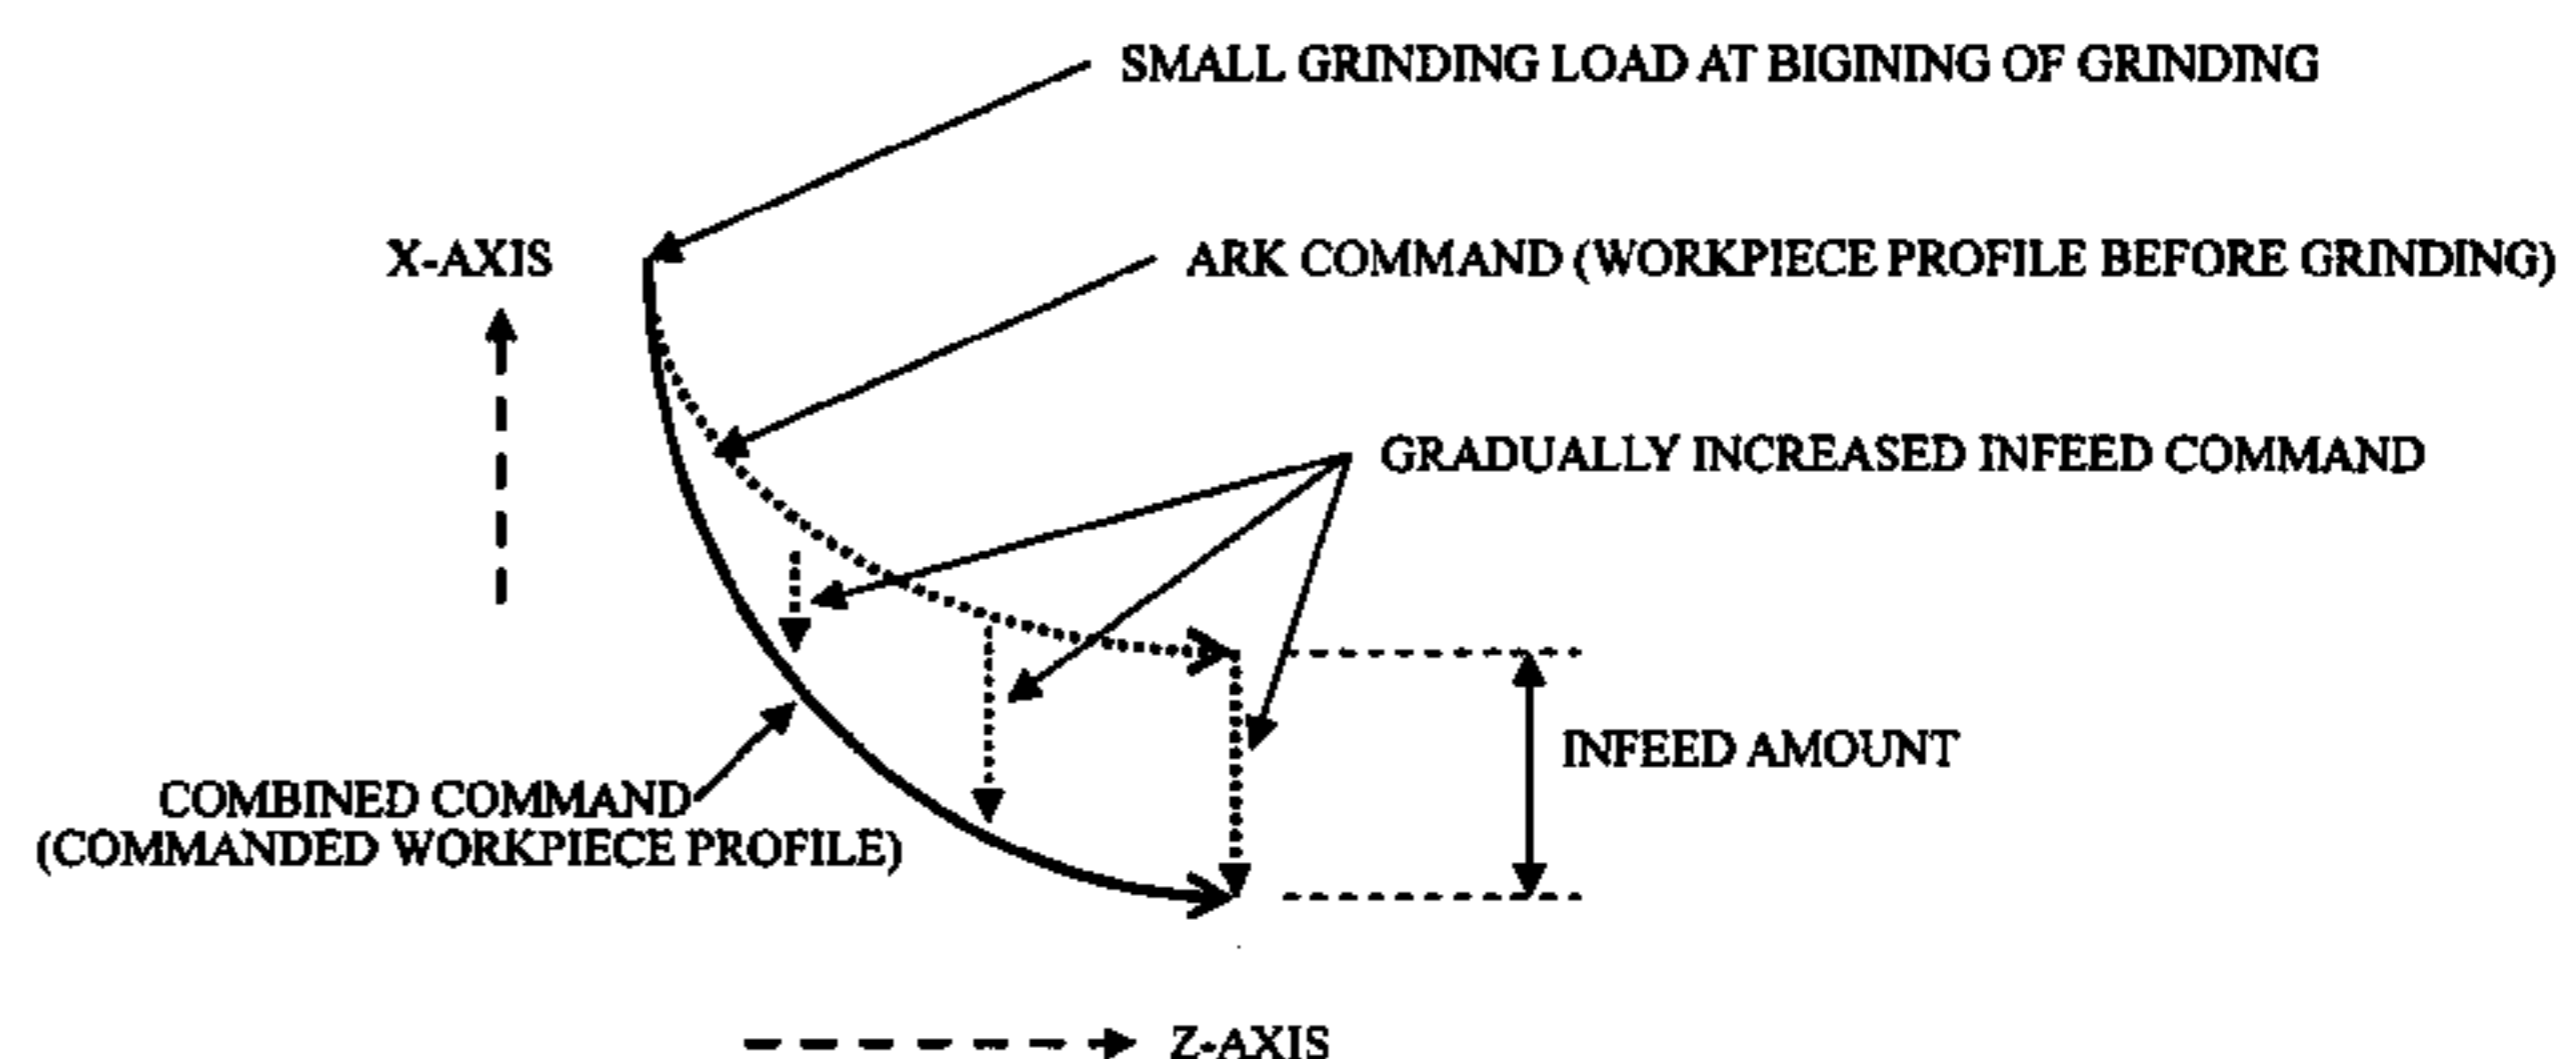 SMALL GRINDING LOAD AT BIGINING OF GRINDING
X-AXIS
ARK COMMAND (WORKPIECE PROFILE BEFORE GRINDING)
GRADUALLY INCREASED INFEED COMMAND
INFEED AMOUNT
COMBINED COMMAND
(COMMANDED WORKPIECE PROFILE)
Z-AXIS